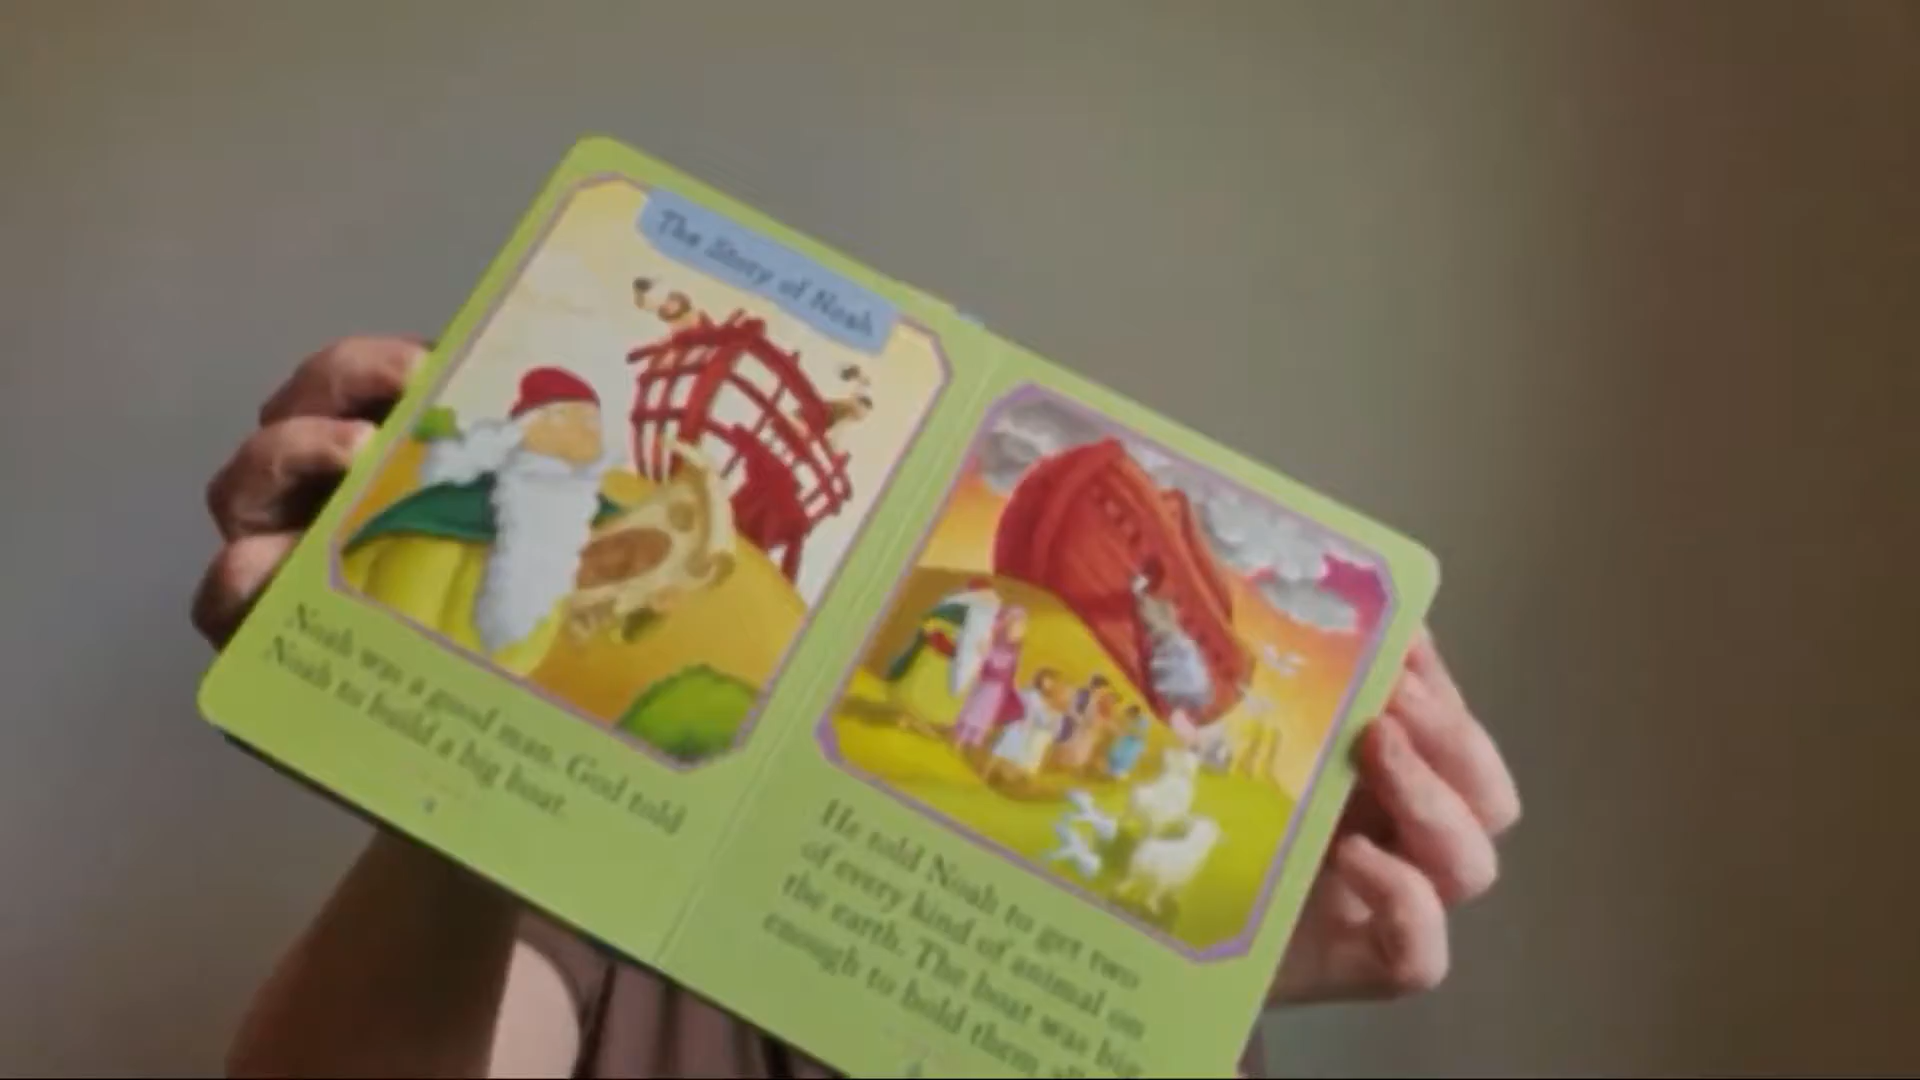 The Story of Noah
Noah was a good man. God told
Noah to build a big boat.
He told Noah to get two
of every kind of animal on
the earth. The boat was big
enough to hold them all